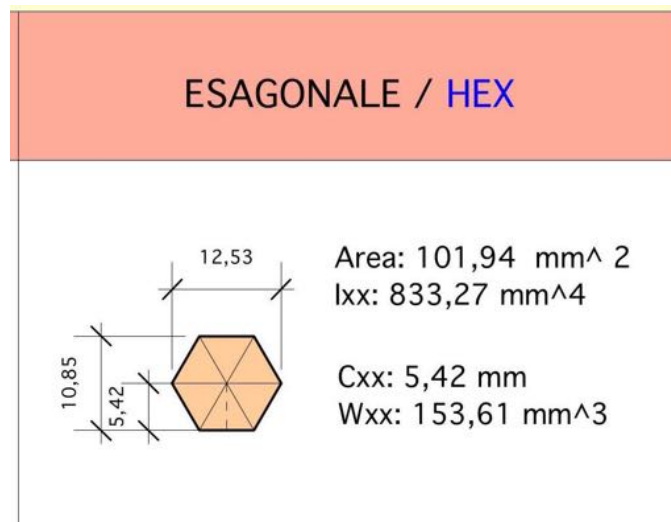 ESAGONALE / HEX
12,53
10,85
5,42
Area: 101,94 mm^ 2
Ixx: 833,27 mm^4
Cxx: 5,42 mm
Wxx: 153,61 mm^3